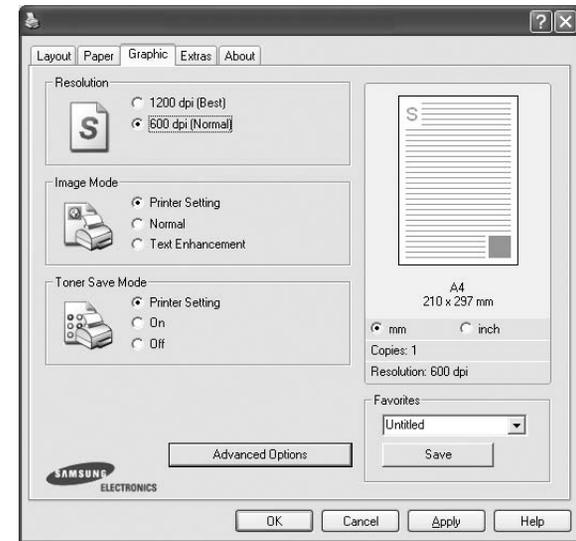 Layout Paper Graphic Extras About
Resolution
1200 dpi (Best)
600 dpi (Normal)
S
Image Mode
Printer Setting
Normal
Text Enhancement
Toner Save Mode
Printer Setting
On
Off
S
A4
210 x 297 mm
mm inch
Copies: 1
Resolution: 600 dpi
Favorites
Untitled
Save
Advanced Options
SAMSUNG
ELECTRONICS
OK Cancel Apply Help